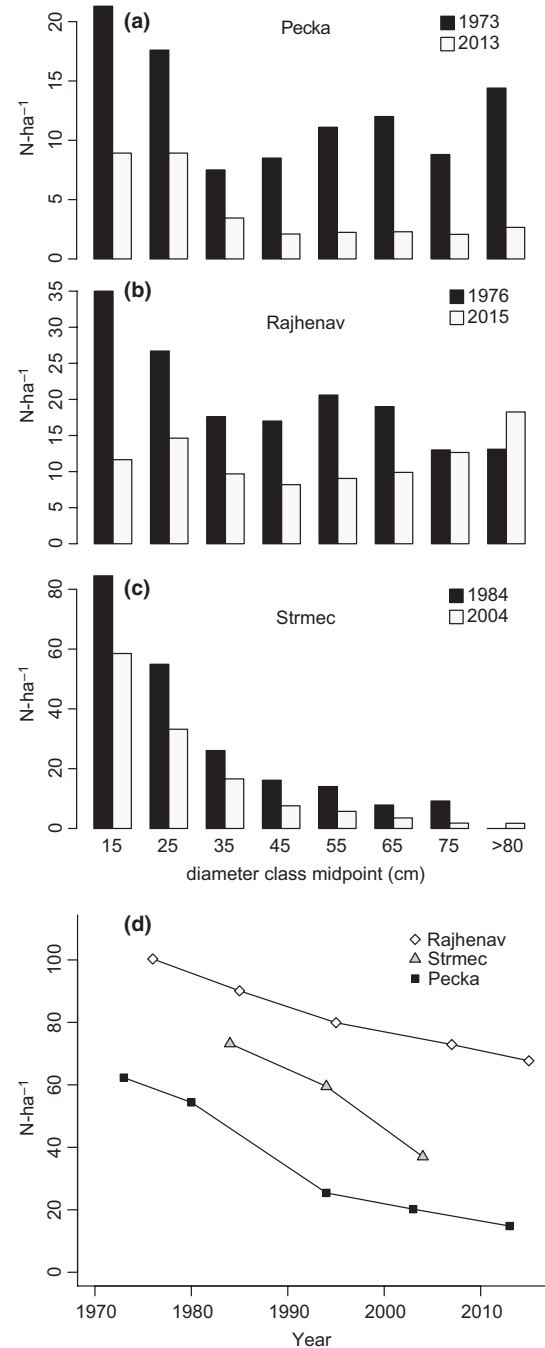 (a)
Pecka
1973
2013
N-ha⁻¹
20
15
10
5
0
(b)
Rajhenav
1976
2015
N-ha⁻¹
35
30
25
20
15
10
5
0
(c)
Strmec
1984
2004
N-ha⁻¹
80
60
40
20
0
15 25 35 45 55 65 75 >80
diameter class midpoint (cm)
(d)
Rajhenav
Strmec
Pecka
N-ha⁻¹
100
80
60
40
20
0
1970 1980 1990 2000 2010
Year